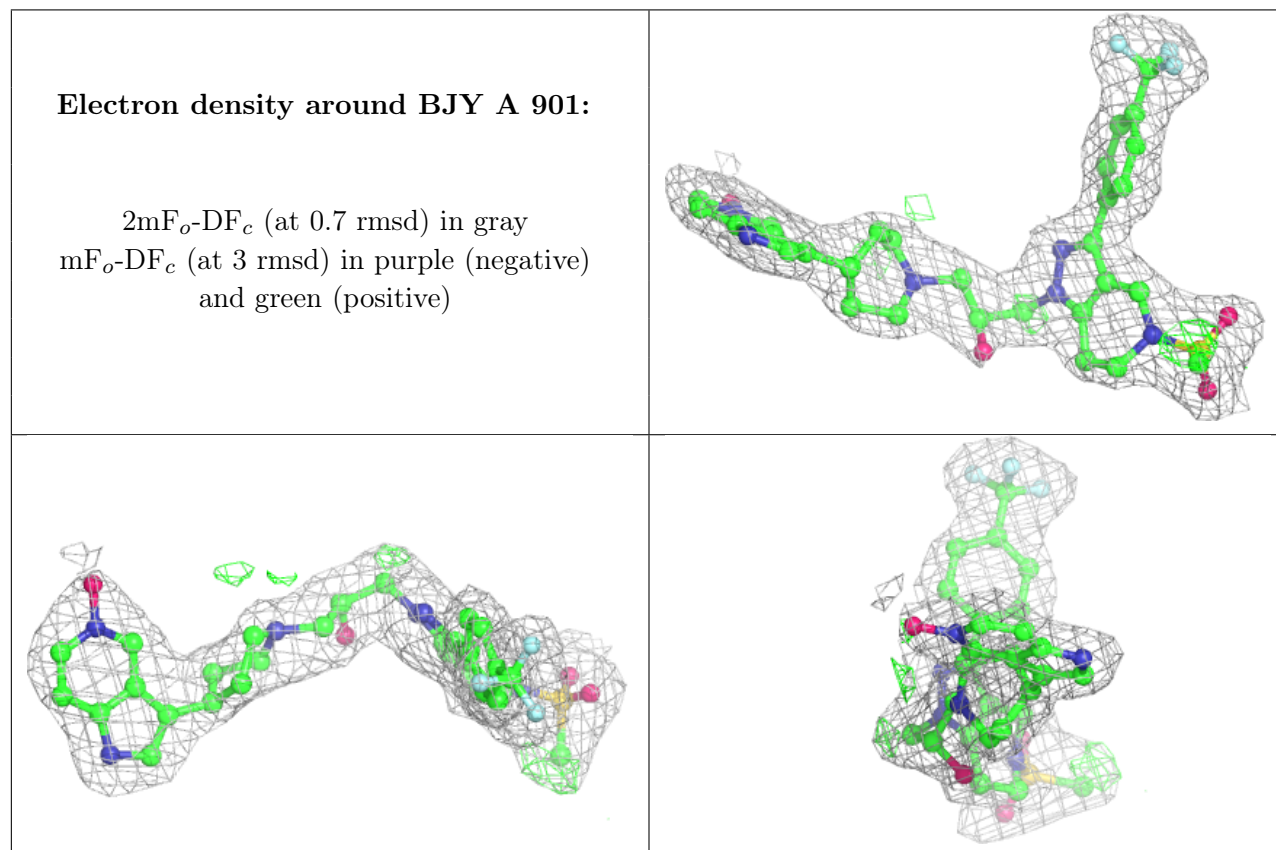 Electron density around BJY A 901:
2mFₒ-DF𝒸 (at 0.7 rmsd) in gray
mFₒ-DF𝒸 (at 3 rmsd) in purple (negative)
and green (positive)